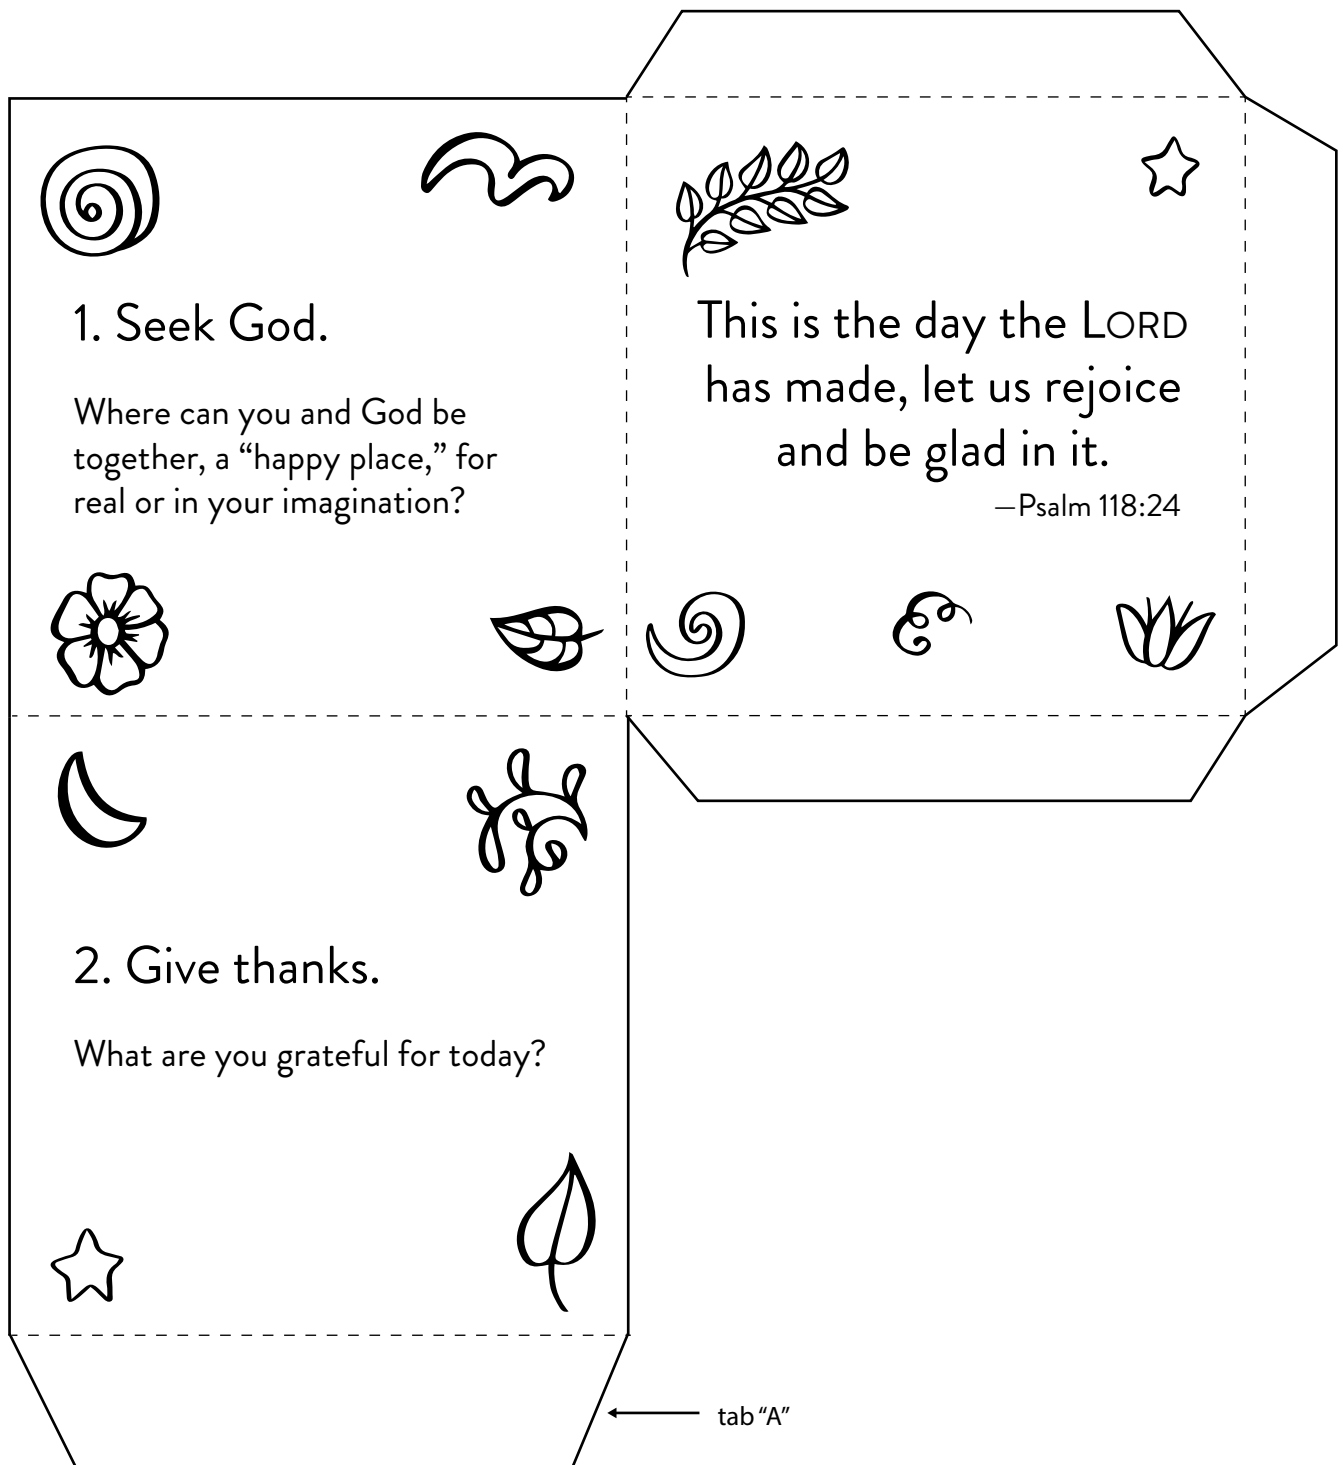 1. Seek God.
Where can you and God be
together, a “happy place,” for
real or in your imagination?
This is the day the LORD
has made, let us rejoice
and be glad in it.
—Psalm 118:24
2. Give thanks.
What are you grateful for today?
tab “A”